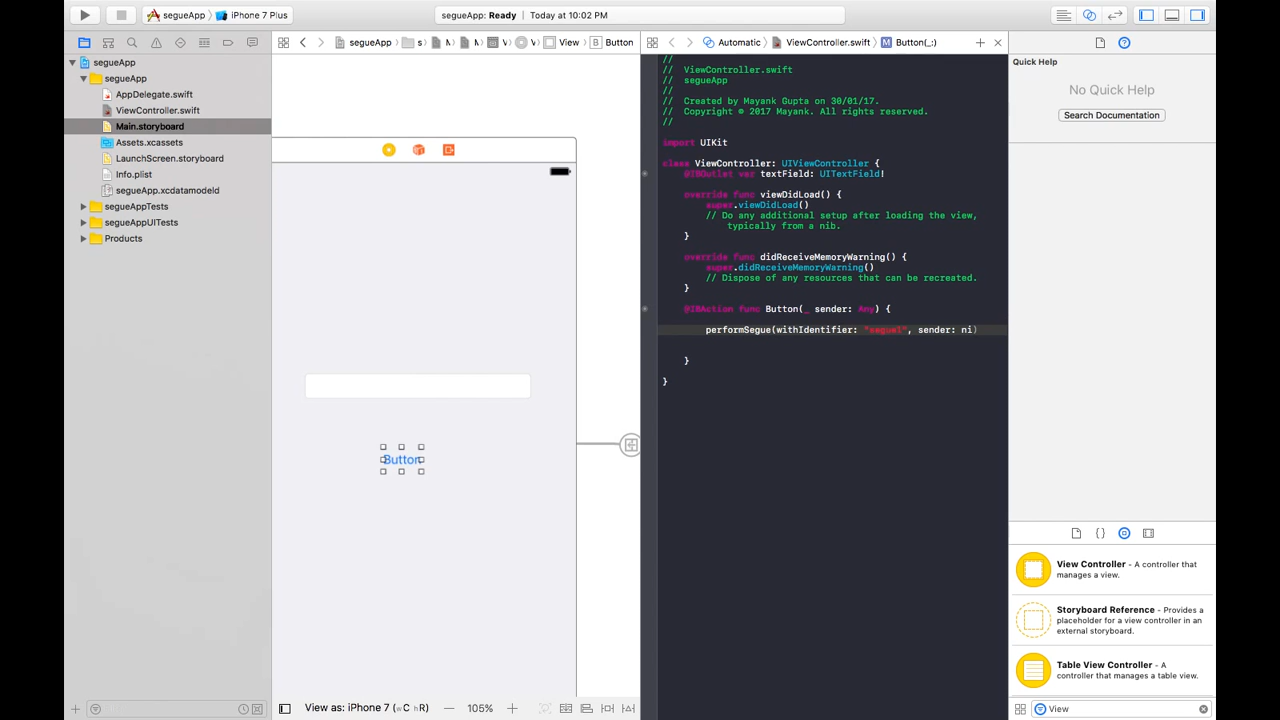 segueApp
iPhone 7 Plus
segueApp: Ready | Today at 10:02 PM
segueApp
View
B Button
Automatic
ViewController.swift
M Button(_:)
segueApp
segueApp
AppDelegate.swift
ViewController.swift
Main.storyboard
Assets.xcassets
LaunchScreen.storyboard
Info.plist
segueApp.xcdatamodeld
segueAppTests
segueAppUITests
Products
Button
View as: iPhone 7 (wC hR)
105%
//
//  ViewController.swift
//  segueApp
//
//  Created by Mayank Gupta on 30/01/17.
//  Copyright © 2017 Mayank. All rights reserved.
//
import UIKit
class ViewController: UIViewController {
@IBOutlet var textField: UITextField!
override func viewDidLoad() {
super.viewDidLoad()
// Do any additional setup after loading the view,
typically from a nib.
}
override func didReceiveMemoryWarning() {
super.didReceiveMemoryWarning()
// Dispose of any resources that can be recreated.
}
@IBAction func Button(_ sender: Any) {
performSegue(withIdentifier: "segue1", sender: ni)
}
}
Quick Help
No Quick Help
Search Documentation
View Controller - A controller that
manages a view.
Storyboard Reference - Provides a
placeholder for a view controller in an
external storyboard.
Table View Controller - A
controller that manages a table view.
View